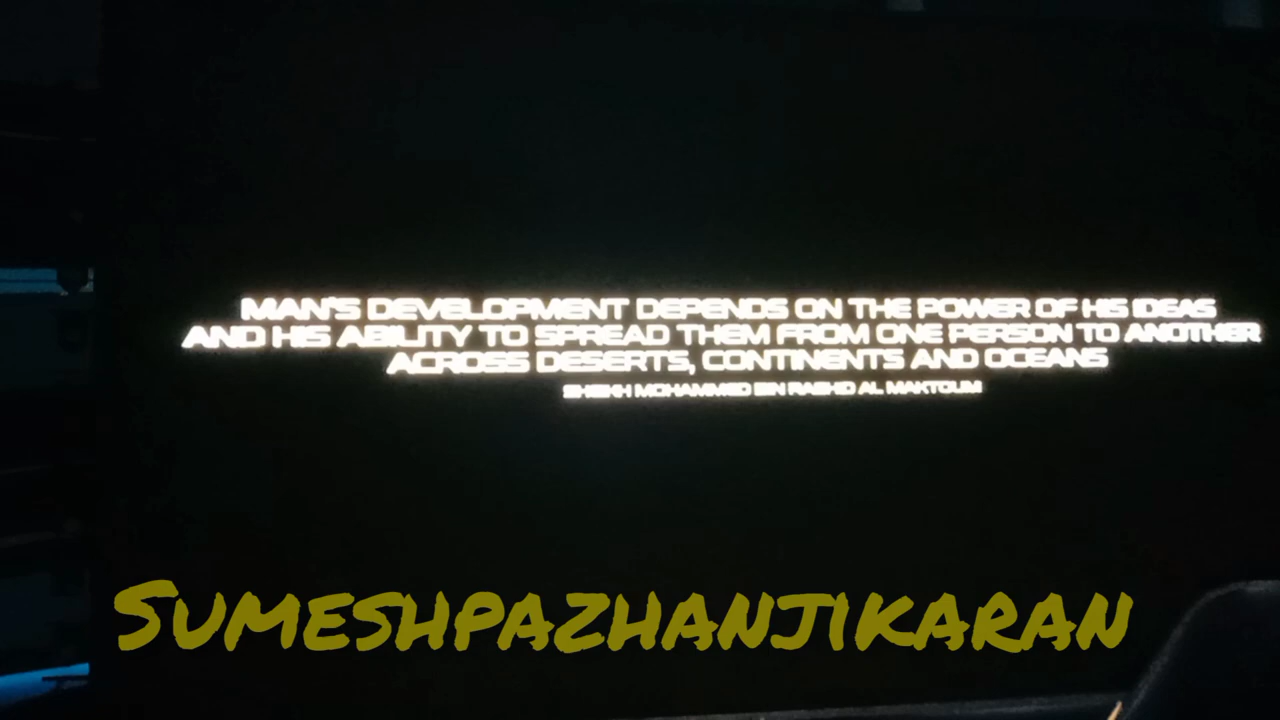 MAN'S DEVELOPMENT DEPENDS ON THE POWER OF HIS IDEAS
AND HIS ABILITY TO SPREAD THEM FROM ONE PERSON TO ANOTHER
ACROSS DESERTS, CONTINENTS AND OCEANS
SHEIKH MOHAMMED BIN RASHID AL MAKTOUM
SUMESHPAZHANJIKARAN